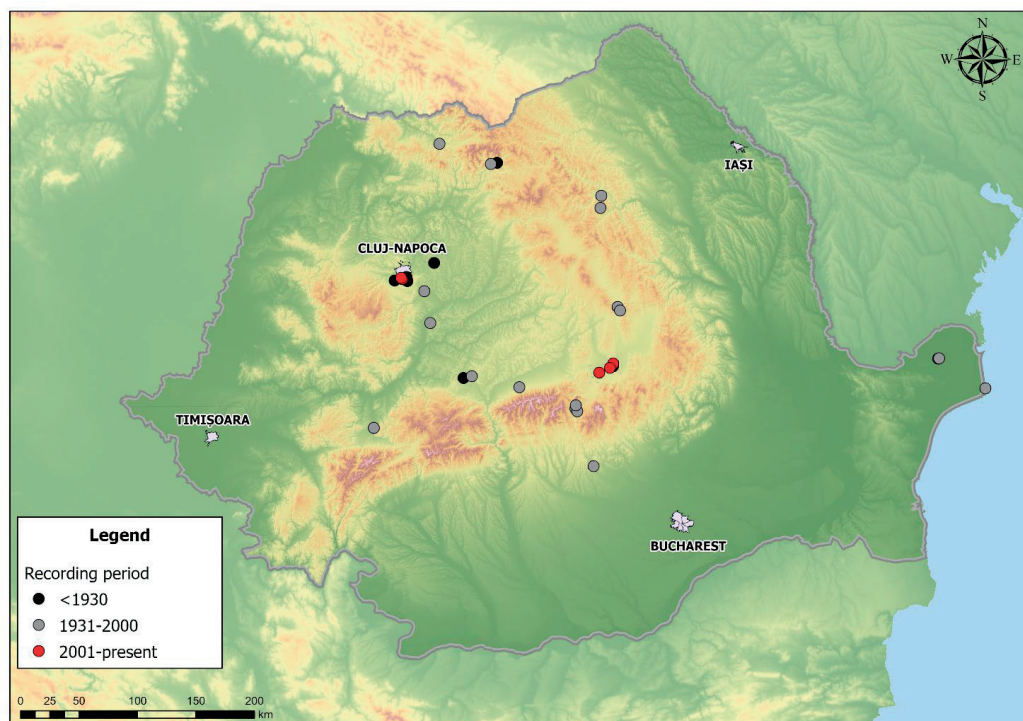 N
W E
S
IAȘI
CLUJ-NAPOCA
TIMIȘOARA
BUCHAREST
Legend
Recording period
<1930
1931-2000
2001-present
0 25 50 100 150 200
km